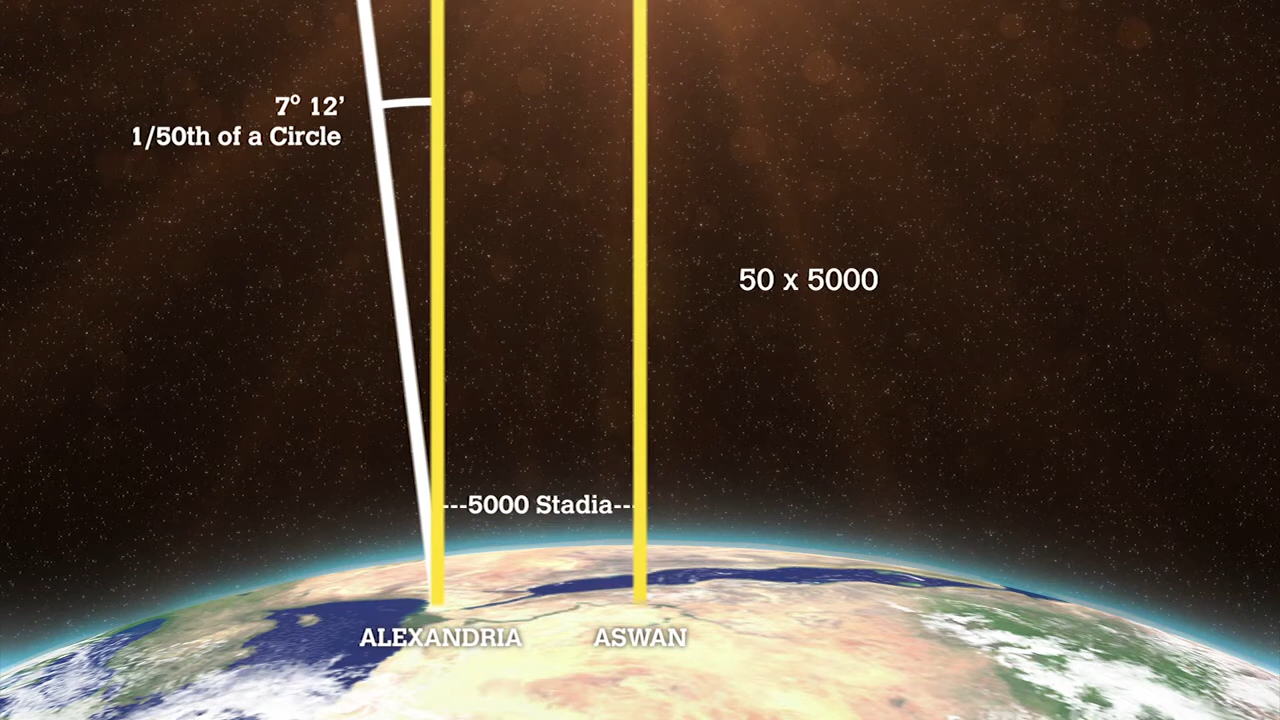 7° 12’
1/50th of a Circle
50 x 5000
---5000 Stadia---
ALEXANDRIA
ASWAN